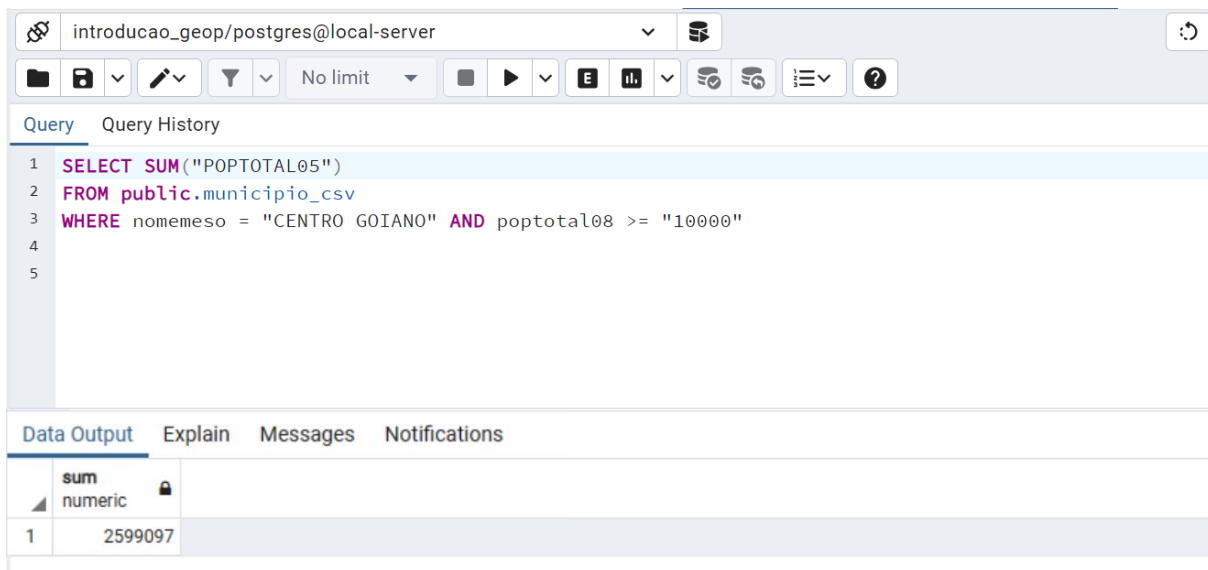 introducao_geop/postgres@local-server
No limit
E
Query Query History
1 SELECT SUM("POPTOTAL05")
2 FROM public.municipio_csv
3 WHERE nomemeso = "CENTRO GOIANO" AND poptotal08 >= "10000"
4
5
Data Output Explain Messages Notifications
sum
numeric
1 2599097